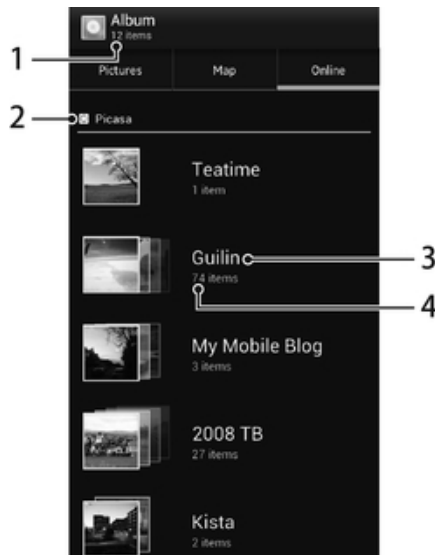 Album
12 items
1
Pictures Map Online
2
Picasa
Teatime
1 item
Guilin
3
74 items
4
My Mobile Blog
3 items
2008 TB
27 items
Kista
2 items